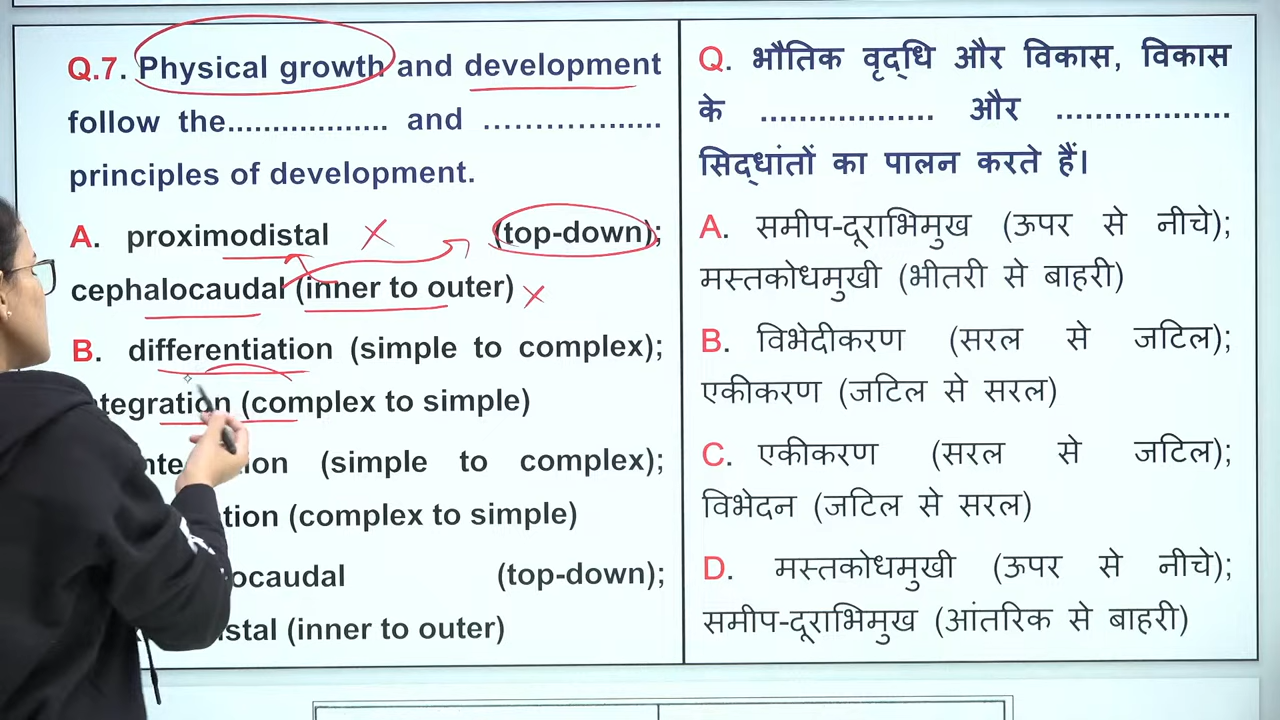 Q.7. Physical growth and development
follow the.................. and ..................
principles of development.
A. proximodistal (top-down);
cephalocaudal (inner to outer)
B. differentiation (simple to complex);
ntegration (complex to simple)
(simple to complex);
tion (complex to simple)
ocaudal (top-down);
stal (inner to outer)
Q. भौतिक वृद्धि और विकास, विकास
के .................. और ..................
सिद्धांतों का पालन करते हैं।
A. समीप-दूराभिमुख (ऊपर से नीचे);
मस्तकोधमुखी (भीतरी से बाहरी)
B. विभेदीकरण (सरल से जटिल);
एकीकरण (जटिल से सरल)
C. एकीकरण (सरल से जटिल);
विभेदन (जटिल से सरल)
D. मस्तकोधमुखी (ऊपर से नीचे);
समीप-दूराभिमुख (आंतरिक से बाहरी)